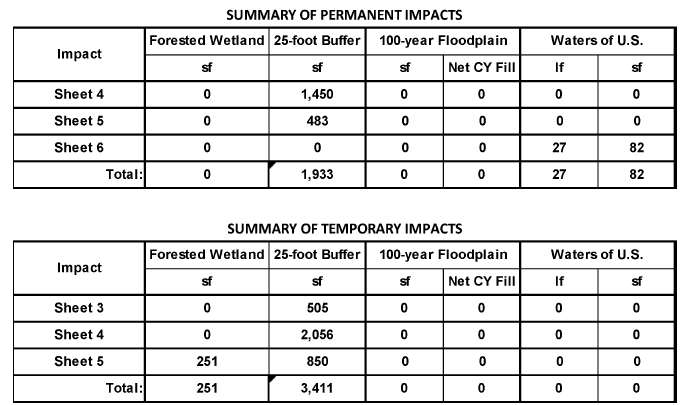 SUMMARY OF PERMANENT IMPACTS
Impact Forested Wetland 25-foot Buffer 100-year Floodplain Waters of U.S.
sf sf sf Net CY Fill lf sf
Sheet 4 0 1,450 0 0 0 0
Sheet 5 0 483 0 0 0 0
Sheet 6 0 0 0 0 27 82
Total: 0 1,933 0 0 27 82
SUMMARY OF TEMPORARY IMPACTS
Impact Forested Wetland 25-foot Buffer 100-year Floodplain Waters of U.S.
sf sf sf Net CY Fill lf sf
Sheet 3 0 505 0 0 0 0
Sheet 4 0 2,056 0 0 0 0
Sheet 5 251 850 0 0 0 0
Total: 251 3,411 0 0 0 0